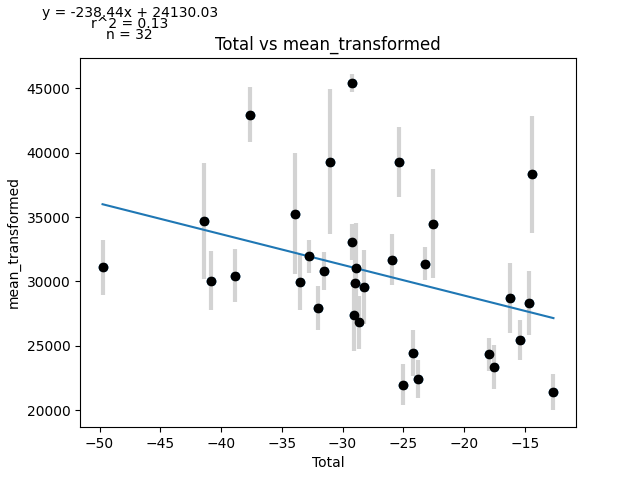 y = -238.44x + 24130.03
r^2 = 0.13
n = 32
Total vs mean_transformed
45000
40000
35000
30000
25000
20000
mean_transformed
−50
−45
−40
−35
−30
−25
−20
−15
Total